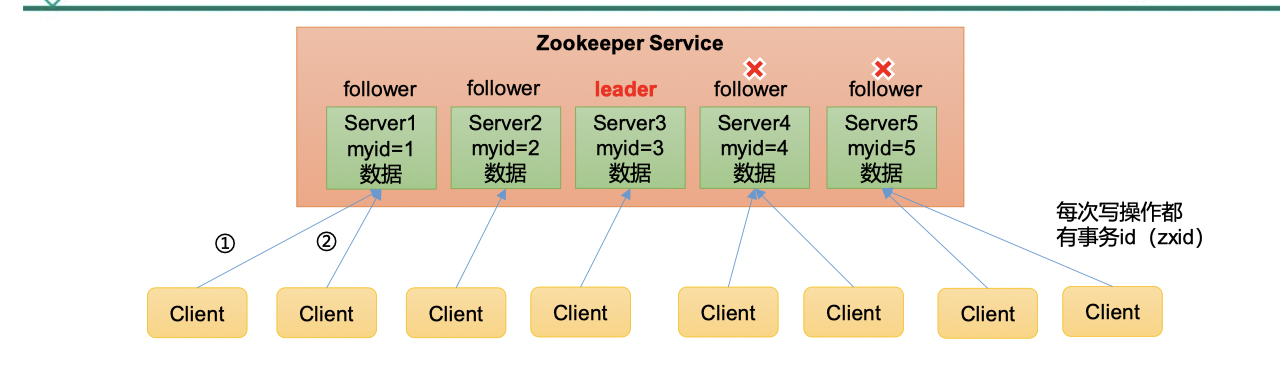 Zookeeper Service
follower
follower
leader
follower
follower
Server1
myid=1
数据
Server2
myid=2
数据
Server3
myid=3
数据
Server4
myid=4
数据
Server5
myid=5
数据
每次写操作都
有事务id（zxid）
①
②
Client
Client
Client
Client
Client
Client
Client
Client